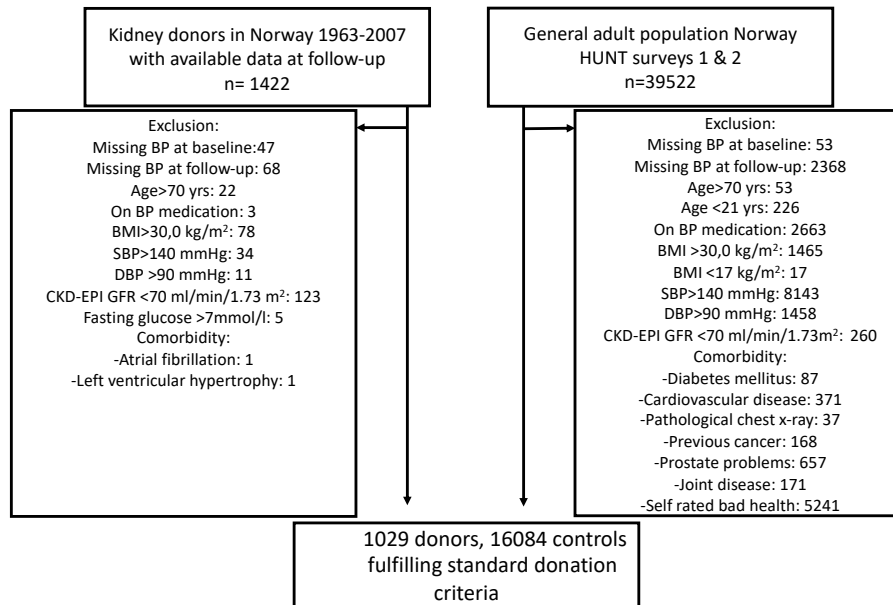 Kidney donors in Norway 1963-2007
with available data at follow-up
n= 1422
General adult population Norway
HUNT surveys 1 & 2
n=39522
Exclusion:
Missing BP at baseline:47
Missing BP at follow-up: 68
Age>70 yrs: 22
On BP medication: 3
BMI>30,0 kg/m²: 78
SBP>140 mmHg: 34
DBP >90 mmHg: 11
CKD-EPI GFR <70 ml/min/1.73 m²: 123
Fasting glucose >7mmol/l: 5
Comorbidity:
-Atrial fibrillation: 1
-Left ventricular hypertrophy: 1
Exclusion:
Missing BP at baseline: 53
Missing BP at follow-up: 2368
Age>70 yrs: 53
Age <21 yrs: 226
On BP medication: 2663
BMI >30,0 kg/m²: 1465
BMI <17 kg/m²: 17
SBP>140 mmHg: 8143
DBP>90 mmHg: 1458
CKD-EPI GFR <70 ml/min/1.73m²: 260
Comorbidity:
-Diabetes mellitus: 87
-Cardiovascular disease: 371
-Pathological chest x-ray: 37
-Previous cancer: 168
-Prostate problems: 657
-Joint disease: 171
-Self rated bad health: 5241
1029 donors, 16084 controls
fulfilling standard donation
criteria